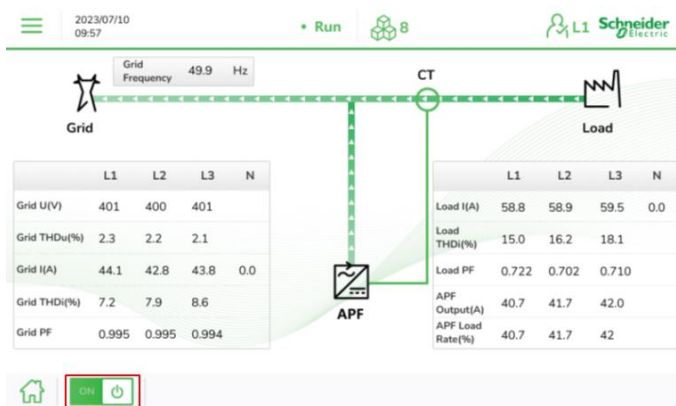 2023/07/10
09:57
• Run
8
L1
Schneider
Electric
Grid
Frequency
49.9 Hz
CT
Grid
Load
APF
L1 L2 L3 N
Grid U(V) 401 400 401
Grid THDu(%) 2.3 2.2 2.1
Grid I(A) 44.1 42.8 43.8 0.0
Grid THDi(%) 7.2 7.9 8.6
Grid PF 0.995 0.995 0.994
L1 L2 L3 N
Load I(A) 58.8 58.9 59.5 0.0
Load
THDi(%) 15.0 16.2 18.1
Load PF 0.722 0.702 0.710
APF
Output(A) 40.7 41.7 42.0
APF Load
Rate(%) 40.7 41.7 42
ON